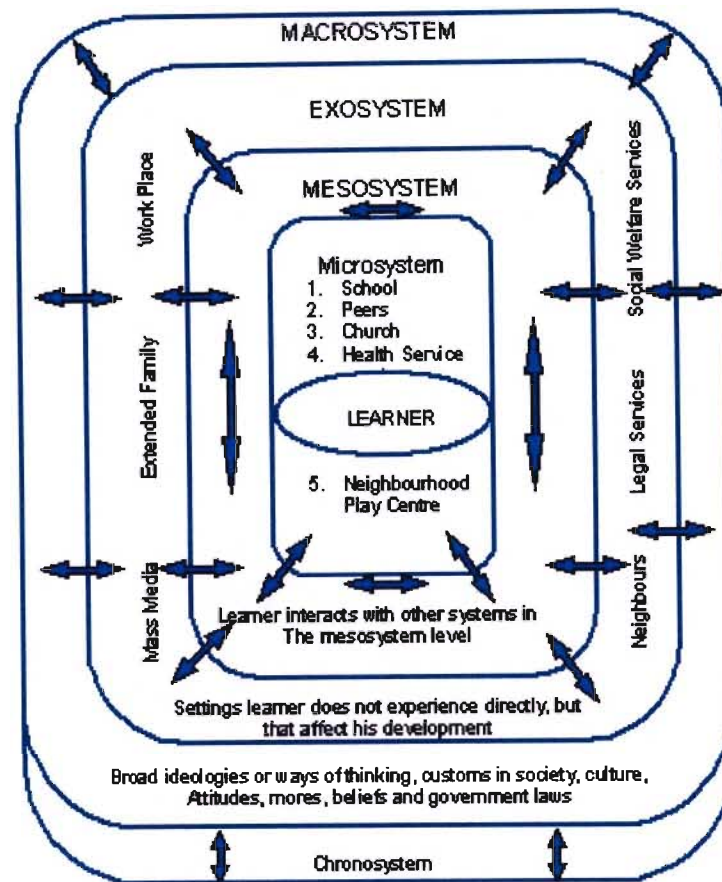 MACROSYSTEM
EXOSYSTEM
MESOSYSTEM
Work Place
Extended Family
Mass Media
Microsystem
1. School
2. Peers
3. Church
4. Health Service
LEARNER
5. Neighbourhood
Play Centre
Social Welfare Services
Legal Services
Neighbours
Learner interacts with other systems in
The mesosystem level
Settings learner does not experience directly, but
that affect his development
Broad ideologies or ways of thinking, customs in society, culture,
Attitudes, mores, beliefs and government laws
Chronosystem